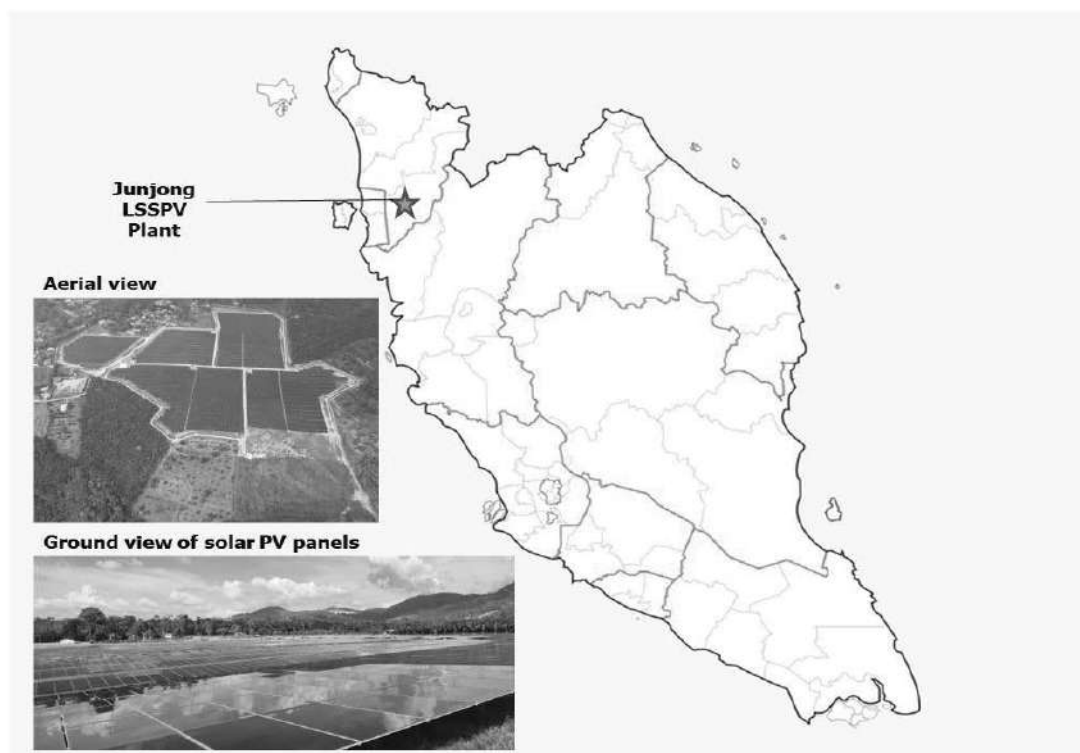 Junjong
LSSPV
Plant
Aerial view
Ground view of solar PV panels